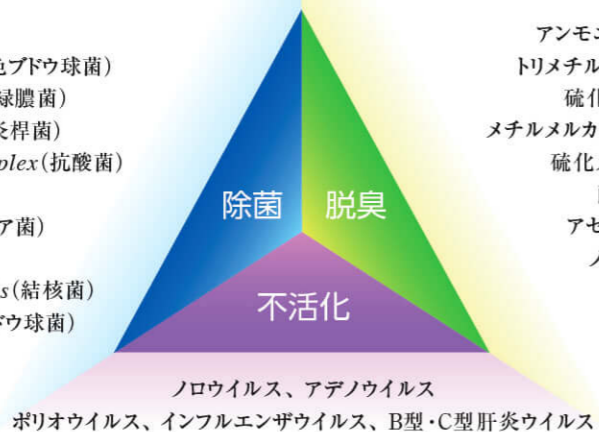 色ブドウ球菌)
緑膿菌)
炎桿菌)
plex(抗酸菌)
ア菌)
s(結核菌)
ドウ球菌)
除菌
脱臭
不活化
アンモニ
トリメチル
硫化
メチルメルカ
硫化
アセ
ノロウイルス、アデノウイルス
ポリオウイルス、インフルエンザウイルス、B型・C型肝炎ウイルス